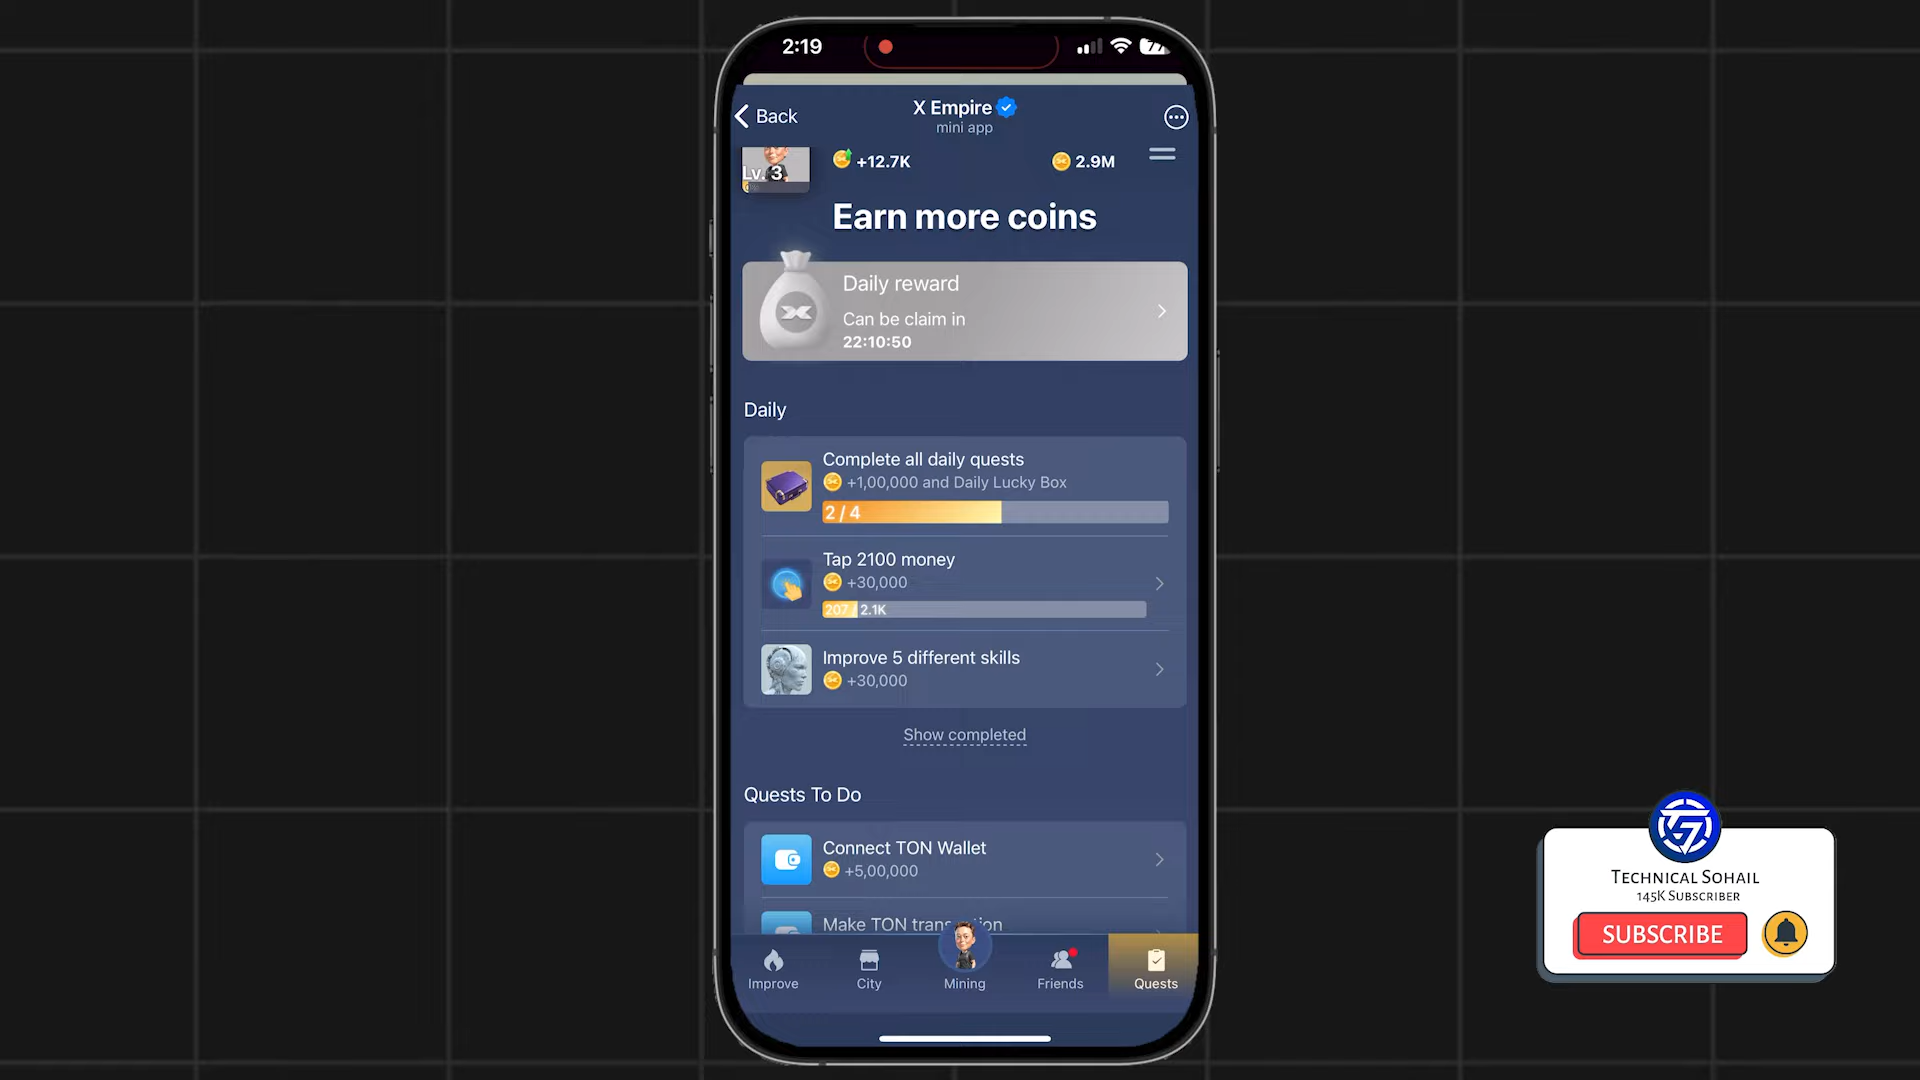 2:19
77
Back
X Empire
mini app
Lv. 3
+12.7K
2.9M
Earn more coins
Daily reward
Can be claim in
22:10:50
Daily
Complete all daily quests
+1,00,000 and Daily Lucky Box
2 / 4
Tap 2100 money
+30,000
207 / 2.1K
Improve 5 different skills
+30,000
Show completed
Quests To Do
Connect TON Wallet
+5,00,000
Make TON transaction
Improve
City
Mining
Friends
Quests
TECHNICAL SOHAIL
145K SUBSCRIBER
SUBSCRIBE